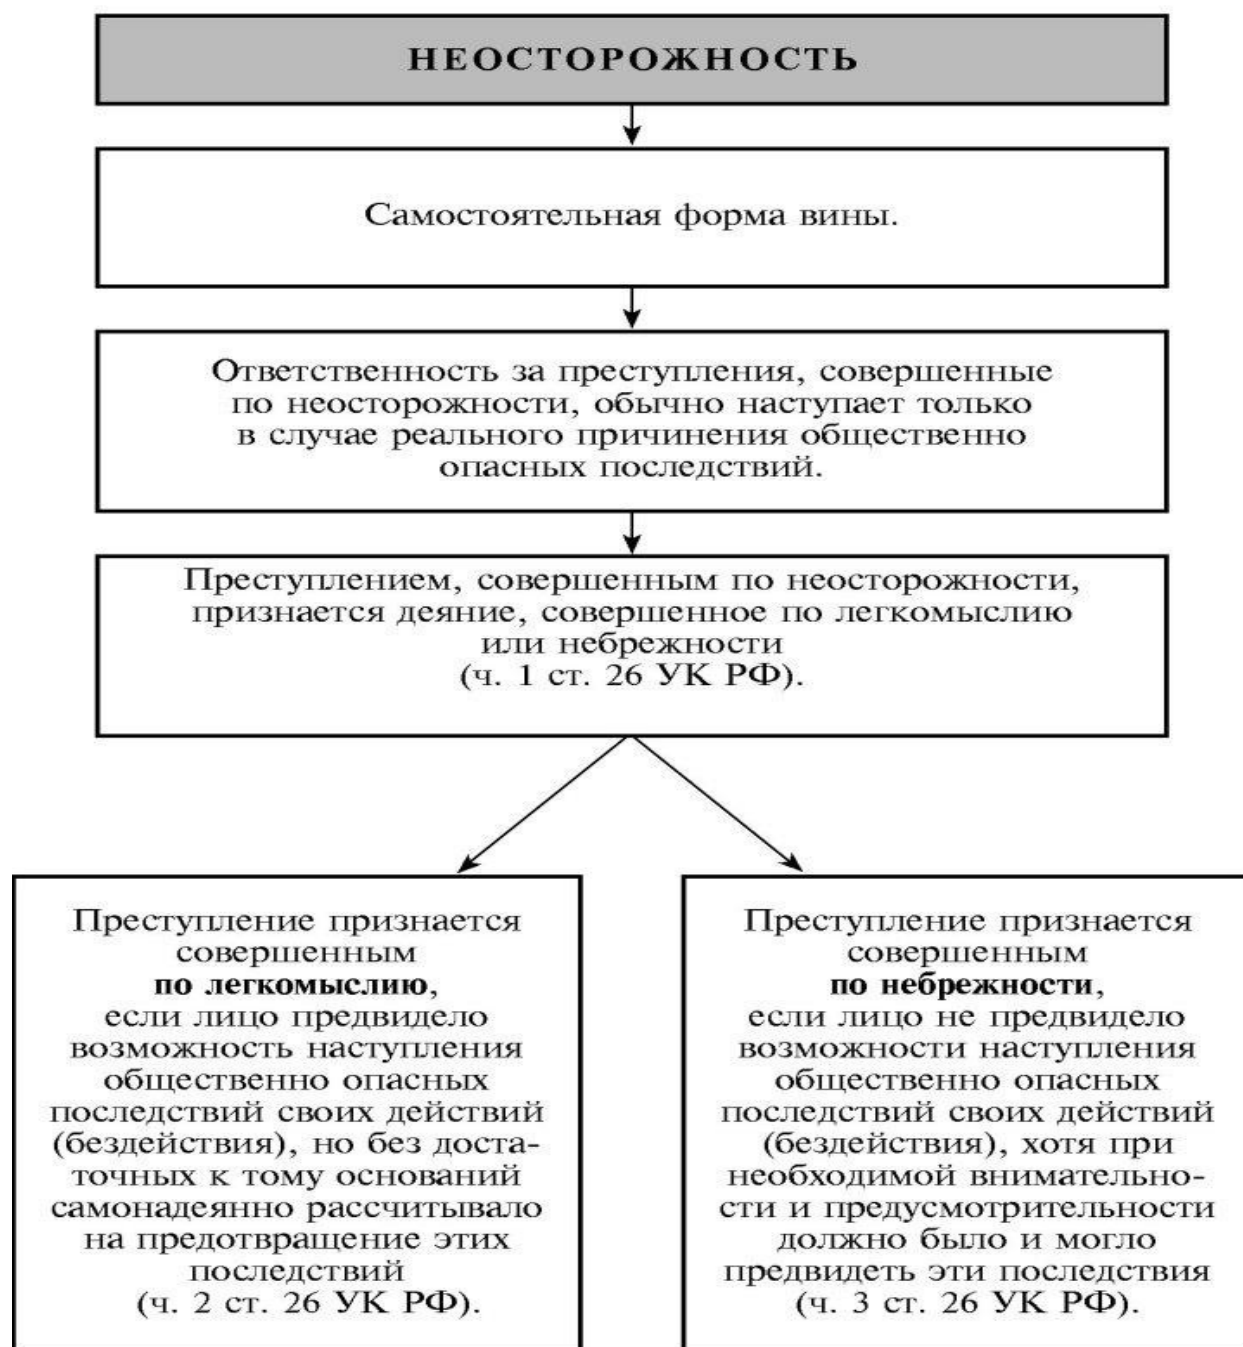 НЕОСТОРОЖНОСТЬ
Самостоятельная форма вины.
Ответственность за преступления, совершенные
по неосторожности, обычно наступает только
в случае реального причинения общественно
опасных последствий.
Преступлением, совершенным по неосторожности,
признается деяние, совершенное по легкомыслию
или небрежности
(ч. 1 ст. 26 УК РФ).
Преступление признается
совершенным
по легкомыслию,
если лицо предвидело
возможность наступления
общественно опасных
последствий своих действий
(бездействия), но без доста-
точных к тому оснований
самонадеянно рассчитывало
на предотвращение этих
последствий
(ч. 2 ст. 26 УК РФ).
Преступление признается
совершенным
по небрежности,
если лицо не предвидело
возможности наступления
общественно опасных
последствий своих действий
(бездействия), хотя при
необходимой внимательно-
сти и предусмотрительности
должно было и могло
предвидеть эти последствия
(ч. 3 ст. 26 УК РФ).